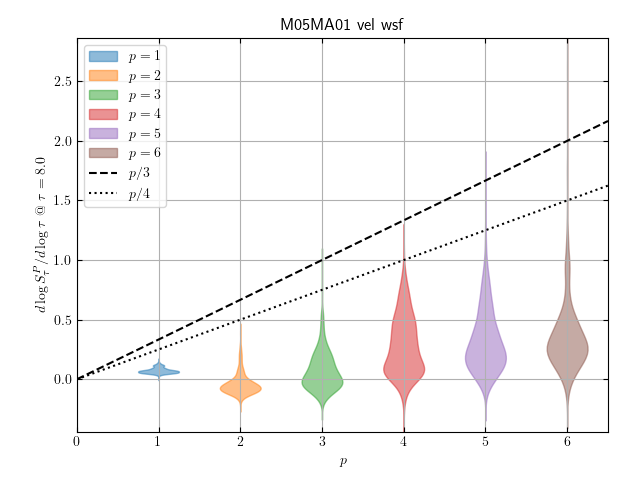 M05MA01 vel wsf
d log S_τ^P / d log τ @ τ = 8.0
p = 1
p = 2
p = 3
p = 4
p = 5
p = 6
p/3
p/4
2.5
2.0
1.5
1.0
0.5
0.0
0 1 2 3 4 5 6
p